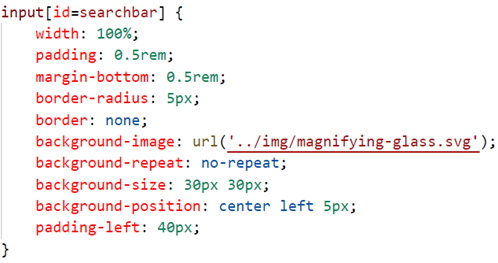 input[id=searchbar] {
    width: 100%;
    padding: 0.5rem;
    margin-bottom: 0.5rem;
    border-radius: 5px;
    border: none;
    background-image: url('../img/magnifying-glass.svg');
    background-repeat: no-repeat;
    background-size: 30px 30px;
    background-position: center left 5px;
    padding-left: 40px;
}